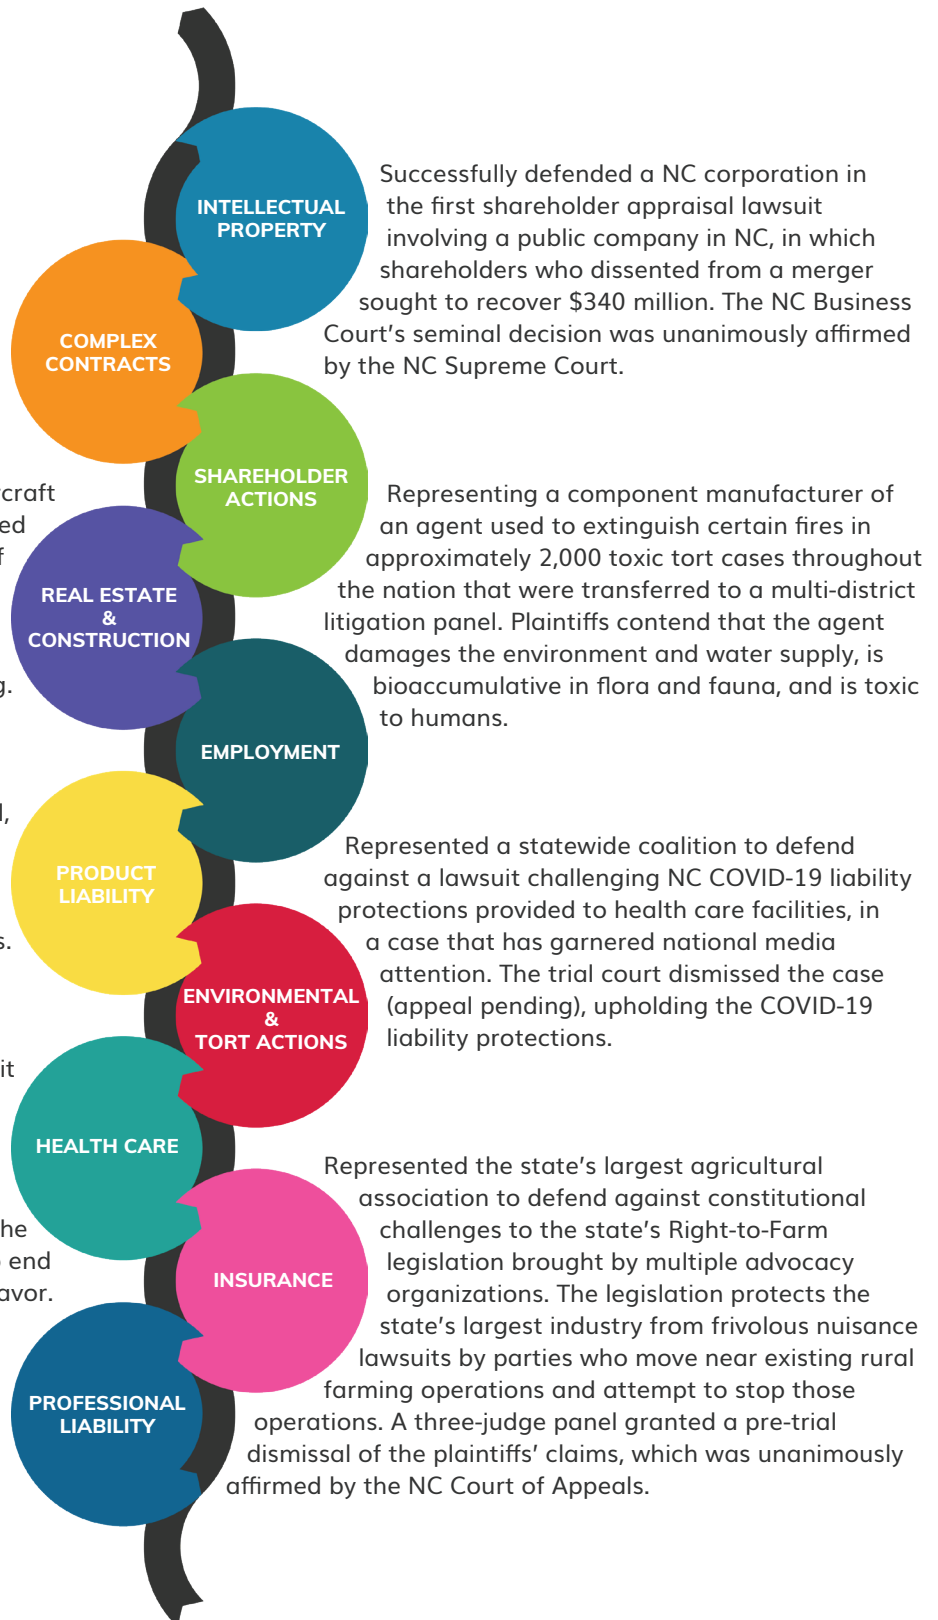 INTELLECTUAL
PROPERTY
Successfully defended a NC corporation in
the first shareholder appraisal lawsuit
involving a public company in NC, in which
shareholders who dissented from a merger
sought to recover $340 million. The NC Business
Court’s seminal decision was unanimously affirmed
by the NC Supreme Court.
COMPLEX
CONTRACTS
SHAREHOLDER
ACTIONS
Representing a component manufacturer of
an agent used to extinguish certain fires in
approximately 2,000 toxic tort cases throughout
the nation that were transferred to a multi-district
litigation panel. Plaintiffs contend that the agent
damages the environment and water supply, is
bioaccumulative in flora and fauna, and is toxic
to humans.
REAL ESTATE
&
CONSTRUCTION
EMPLOYMENT
PRODUCT
LIABILITY
Represented a statewide coalition to defend
against a lawsuit challenging NC COVID-19 liability
protections provided to health care facilities, in
a case that has garnered national media
attention. The trial court dismissed the case
(appeal pending), upholding the COVID-19
liability protections.
ENVIRONMENTAL
&
TORT ACTIONS
it
HEALTH CARE
end
INSURANCE
Represented the state’s largest agricultural
association to defend against constitutional
challenges to the state’s Right-to-Farm
legislation brought by multiple advocacy
organizations. The legislation protects the
state’s largest industry from frivolous nuisance
lawsuits by parties who move near existing rural
farming operations and attempt to stop those
operations. A three-judge panel granted a pre-trial
dismissal of the plaintiffs’ claims, which was unanimously
affirmed by the NC Court of Appeals.
PROFESSIONAL
LIABILITY